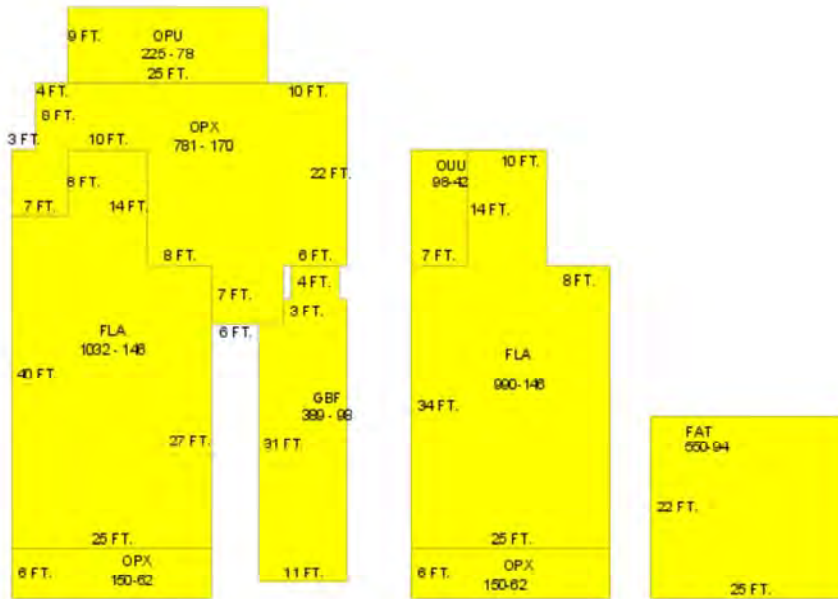 9 FT.
OPU
225 - 78
25 FT.
4 FT.
10 FT.
8 FT.
OPX
781 - 170
3 FT.
10 FT.
8 FT.
22 FT.
7 FT.
14 FT.
8 FT.
6 FT.
4 FT.
7 FT.
3 FT.
6 FT.
FLA
1032 - 146
40 FT.
GBF
389 - 98
27 FT.
31 FT.
25 FT.
OPX
150-62
6 FT.
11 FT.
10 FT.
OUU
98-42
14 FT.
7 FT.
8 FT.
FLA
990-146
34 FT.
25 FT.
OPX
150-62
6 FT.
FAT
550-94
22 FT.
25 FT.